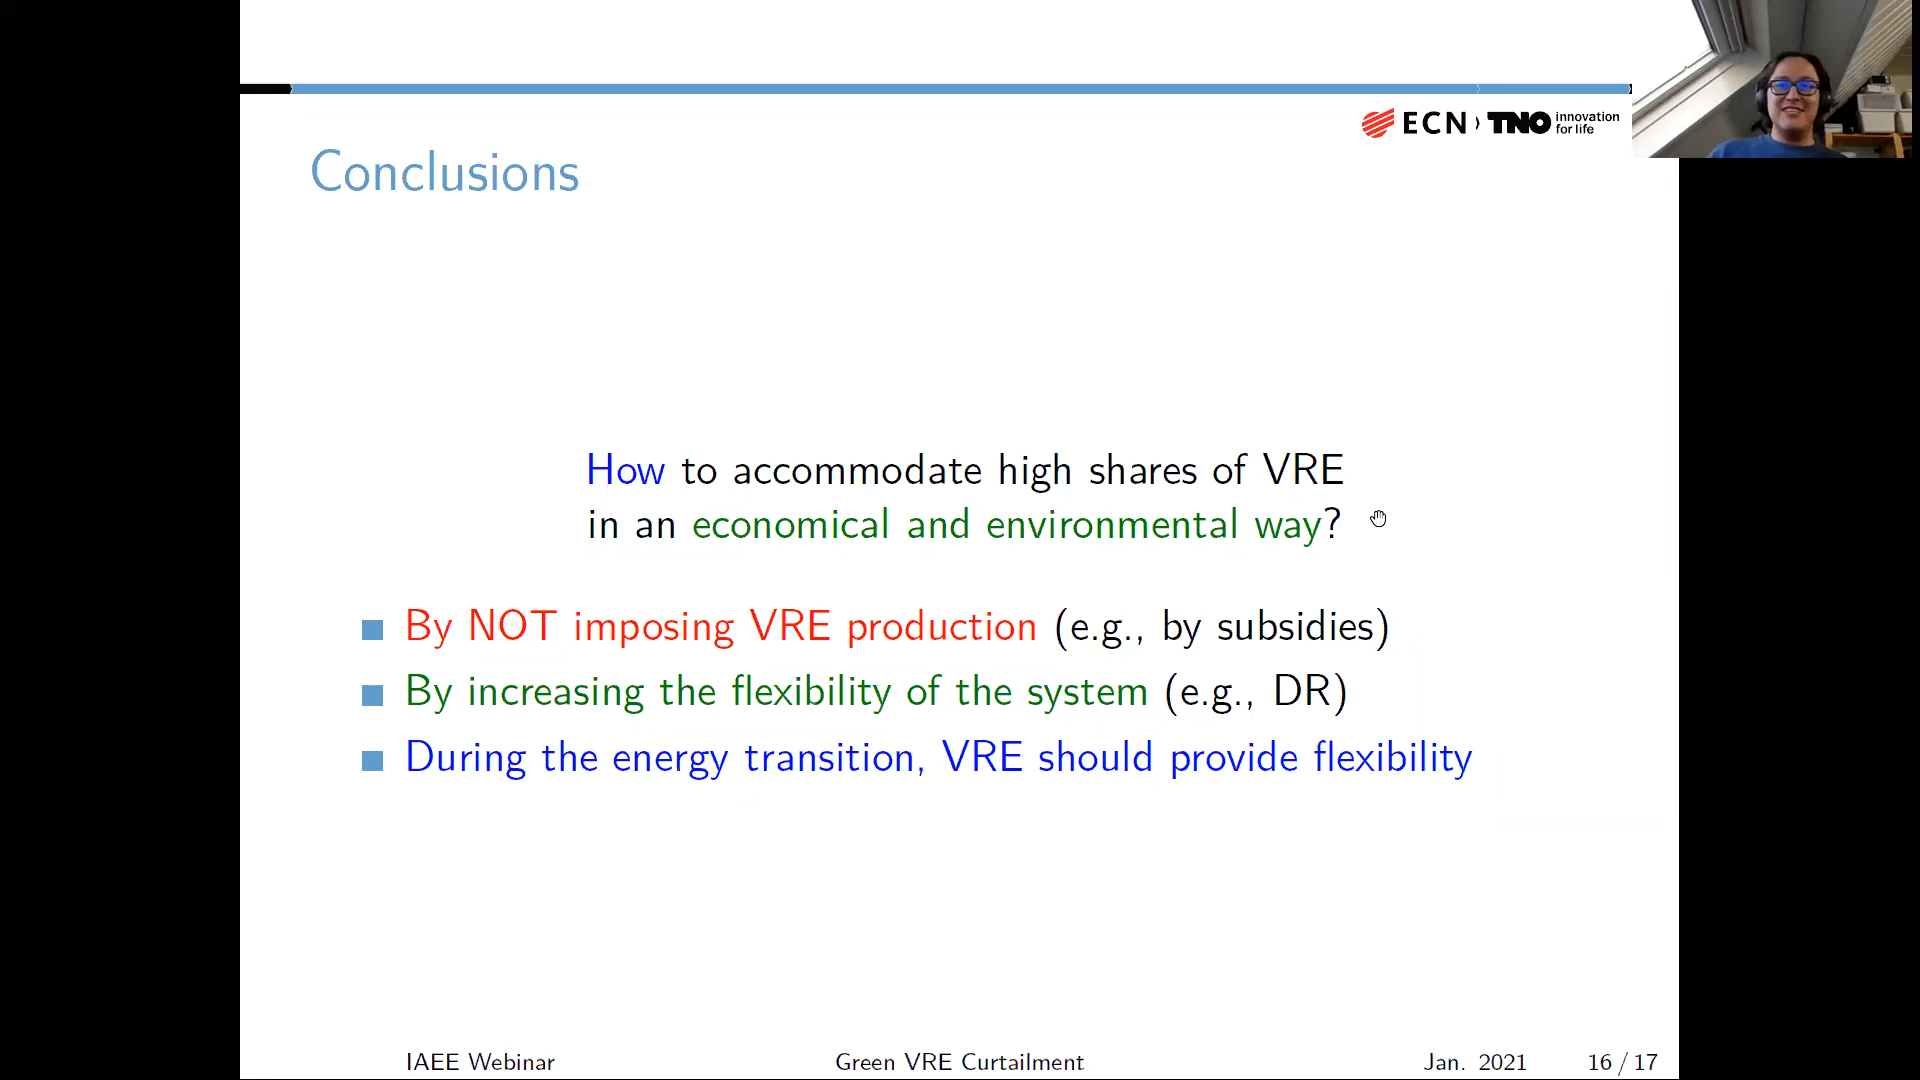 ECN › TNO innovation for life
Conclusions
How to accommodate high shares of VRE
in an economical and environmental way?
By NOT imposing VRE production (e.g., by subsidies)
By increasing the flexibility of the system (e.g., DR)
During the energy transition, VRE should provide flexibility
IAEE Webinar Green VRE Curtailment Jan. 2021 16 / 17